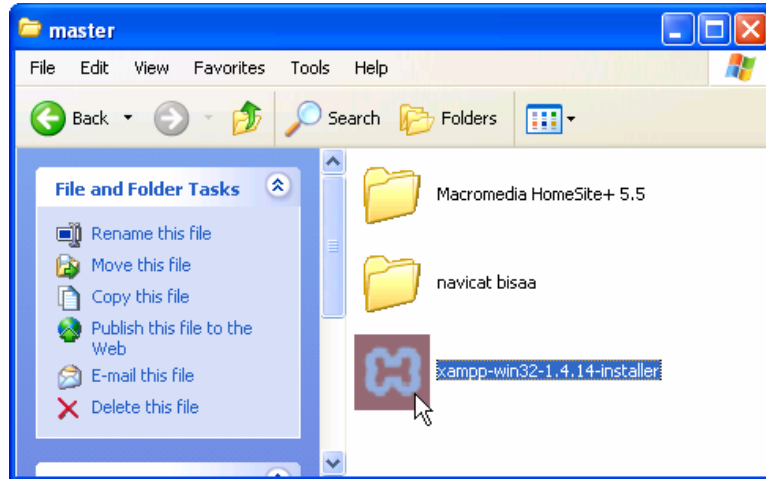 master
File Edit View Favorites Tools Help
Back Search Folders
File and Folder Tasks
Rename this file
Move this file
Copy this file
Publish this file to the
Web
E-mail this file
Delete this file
Macromedia HomeSite+ 5.5
navicat bisaa
xampp-win32-1.4.14-installer